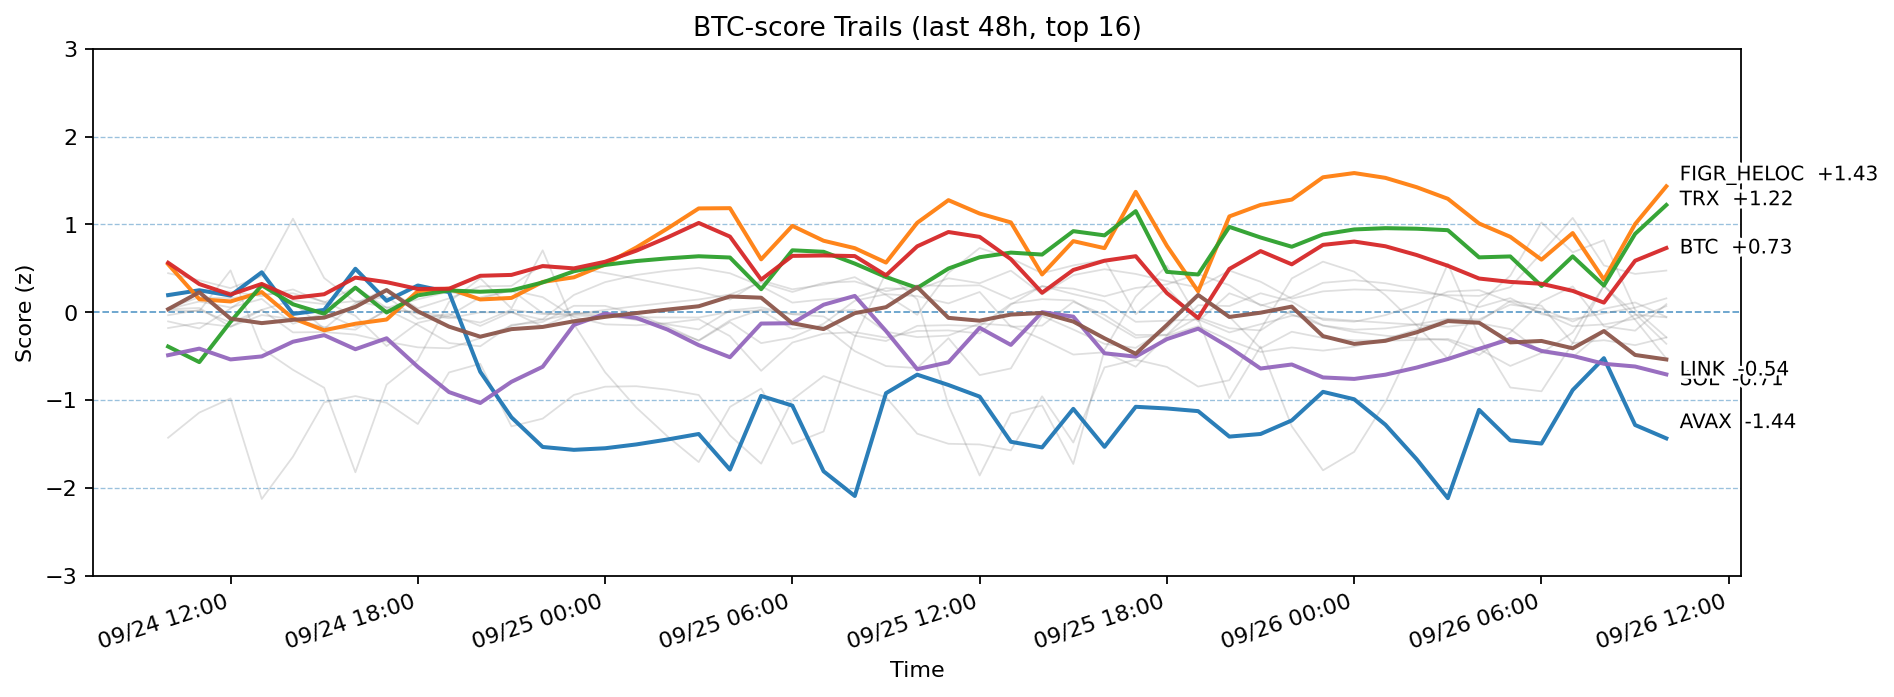 BTC-score Trails (last 48h, top 16)
Score (z)
3
2
1
0
−1
−2
−3
FIGR_HELOC +1.43
TRX +1.22
BTC +0.73
LINK -0.54
SOL -0.71
AVAX -1.44
09/24 12:00
09/24 18:00
09/25 00:00
09/25 06:00
09/25 12:00
09/25 18:00
09/26 00:00
09/26 06:00
09/26 12:00
Time